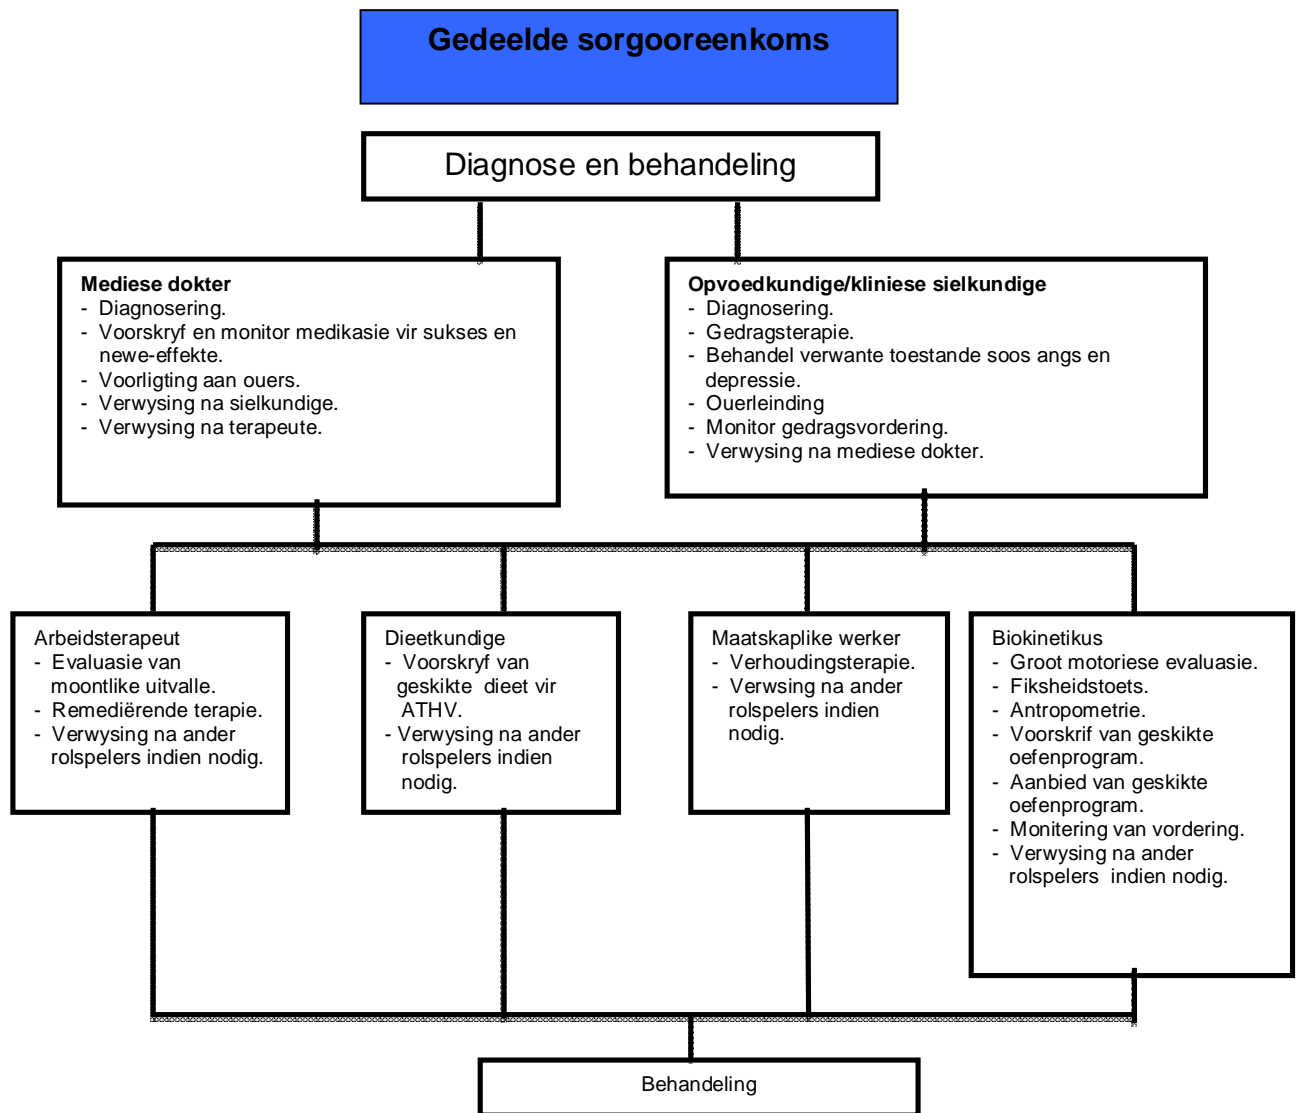 Gedeelde sorgooreenkoms
Diagnose en behandeling
Mediese dokter
- Diagnosering.
- Voorskryf en monitor medikasie vir sukses en
newe-effekte.
- Voorligting aan ouers.
- Verwysing na sielkundige.
- Verwysing na terapeute.
Opvoedkundige/kliniese sielkundige
- Diagnosering.
- Gedragsterapie.
- Behandel verwante toestande soos angs en
depressie.
- Ouerleinding
- Monitor gedragsvordering.
- Verwysing na mediese dokter.
Arbeidsterapeut
- Evaluasie van
moontlike uitvalle.
- Remediërende terapie.
- Verwysing na ander
rolspelers indien nodig.
Dieetkundige
- Voorskryf van
geskikte dieet vir
ATHV.
- Verwysing na ander
rolspelers indien
nodig.
Maatskaplike werker
- Verhoudingsterapie.
- Verwsing na ander
rolspelers indien
nodig.
Biokinetikus
- Groot motoriese evaluasie.
- Fiksheidstoets.
- Antropometrie.
- Voorskrif van geskikte
oefenprogram.
- Aanbied van geskikte
oefenprogram.
- Monitering van vordering.
- Verwysing na ander
rolspelers indien nodig.
Behandeling